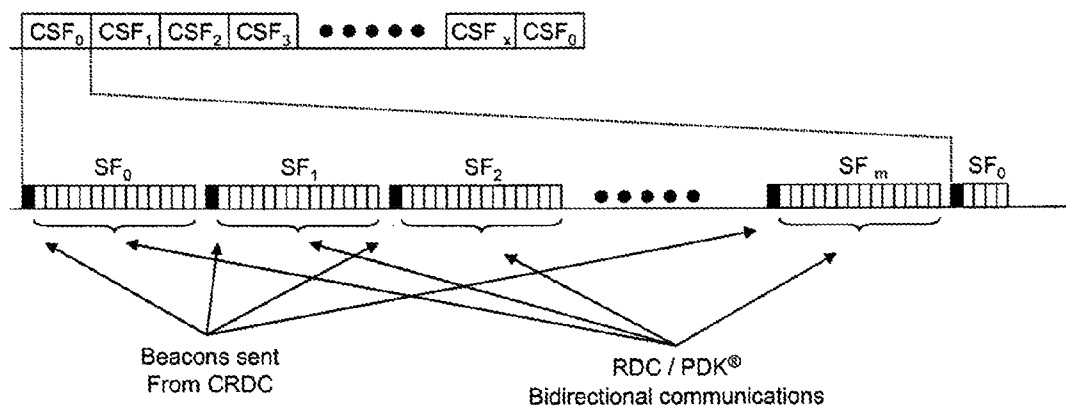 CSF₀ CSF₁ CSF₂ CSF₃ CSFₓ CSF₀
SF₀ SF₁ SF₂ SFₘ SF₀
Beacons sent
From CRDC
RDC / PDK®
Bidirectional communications